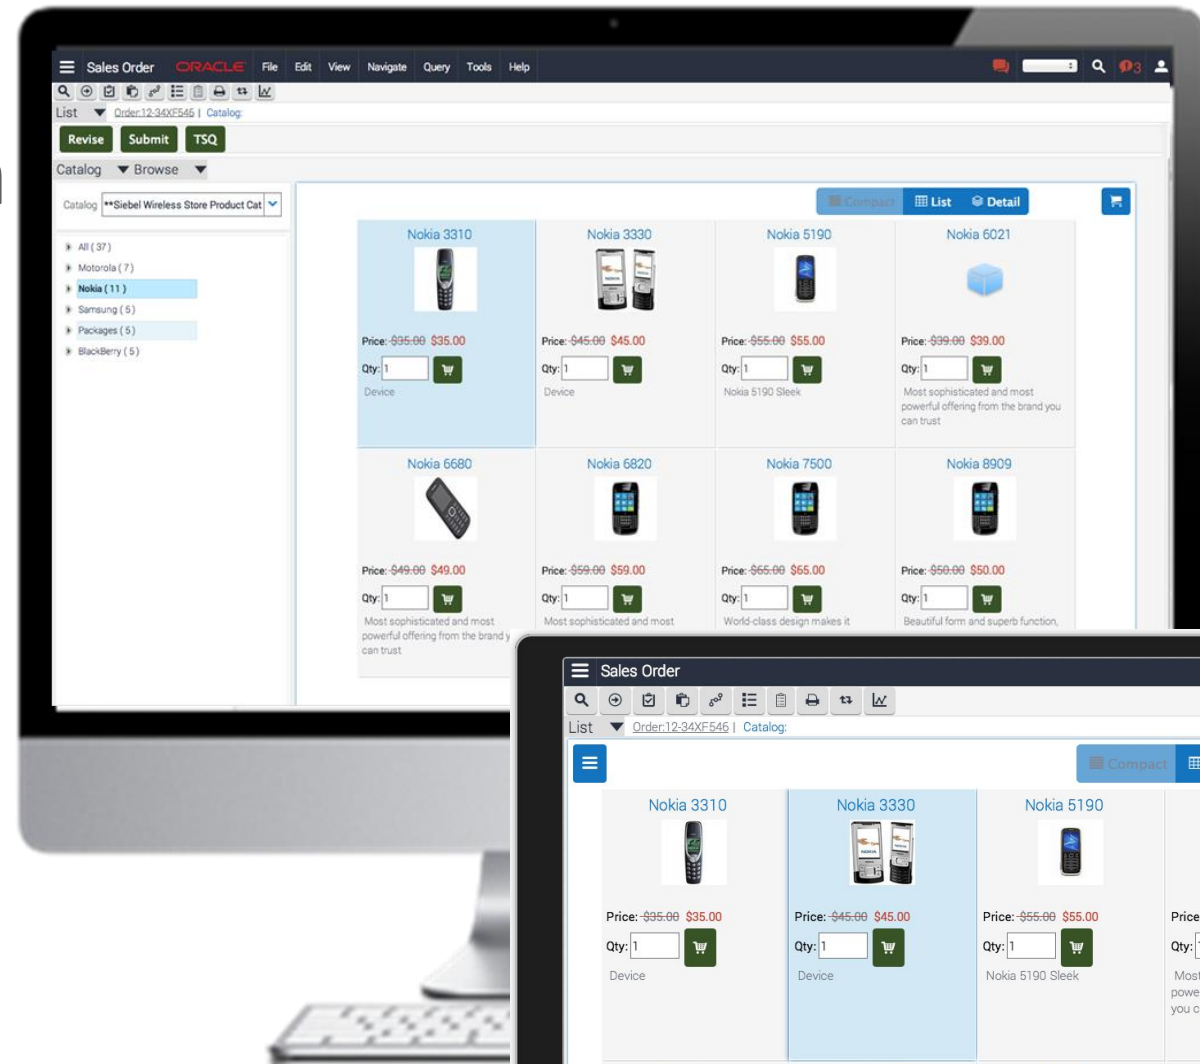 Sales Order ORACLE File Edit View Navigate Query Tools Help 3
List Order:12-34XF546 | Catalog:
Revise Submit TSQ
Catalog Browse
Catalog **Siebel Wireless Store Product Cat
All ( 37 )
Motorola ( 7 )
Nokia ( 11 )
Samsung ( 5 )
Packages ( 5 )
BlackBerry ( 5 )
Compact List Detail
Nokia 3310 Nokia 3330 Nokia 5190 Nokia 6021
Price: $35.00 $35.00 Price: $45.00 $45.00 Price: $55.00 $55.00 Price: $39.00 $39.00
Qty: 1 Qty: 1 Qty: 1 Qty: 1
Device Device Nokia 5190 Sleek Most sophisticated and most
powerful offering from the brand you
can trust
Nokia 6680 Nokia 6820 Nokia 7500 Nokia 8909
Price: $49.00 $49.00 Price: $59.00 $59.00 Price: $65.00 $65.00 Price: $50.00 $50.00
Qty: 1 Qty: 1 Qty: 1 Qty: 1
Most sophisticated and most Most sophisticated and most World-class design makes it Beautiful form and superb function,
powerful offering from the brand y
can trust
Sales Order
List Order:12-34XF546 | Catalog:
Compact
Nokia 3310 Nokia 3330 Nokia 5190
Price: $35.00 $35.00 Price: $45.00 $45.00 Price: $55.00 $55.00 Price
Qty: 1 Qty: 1 Qty: 1 Qty:
Device Device Nokia 5190 Sleek Most
powe
you c